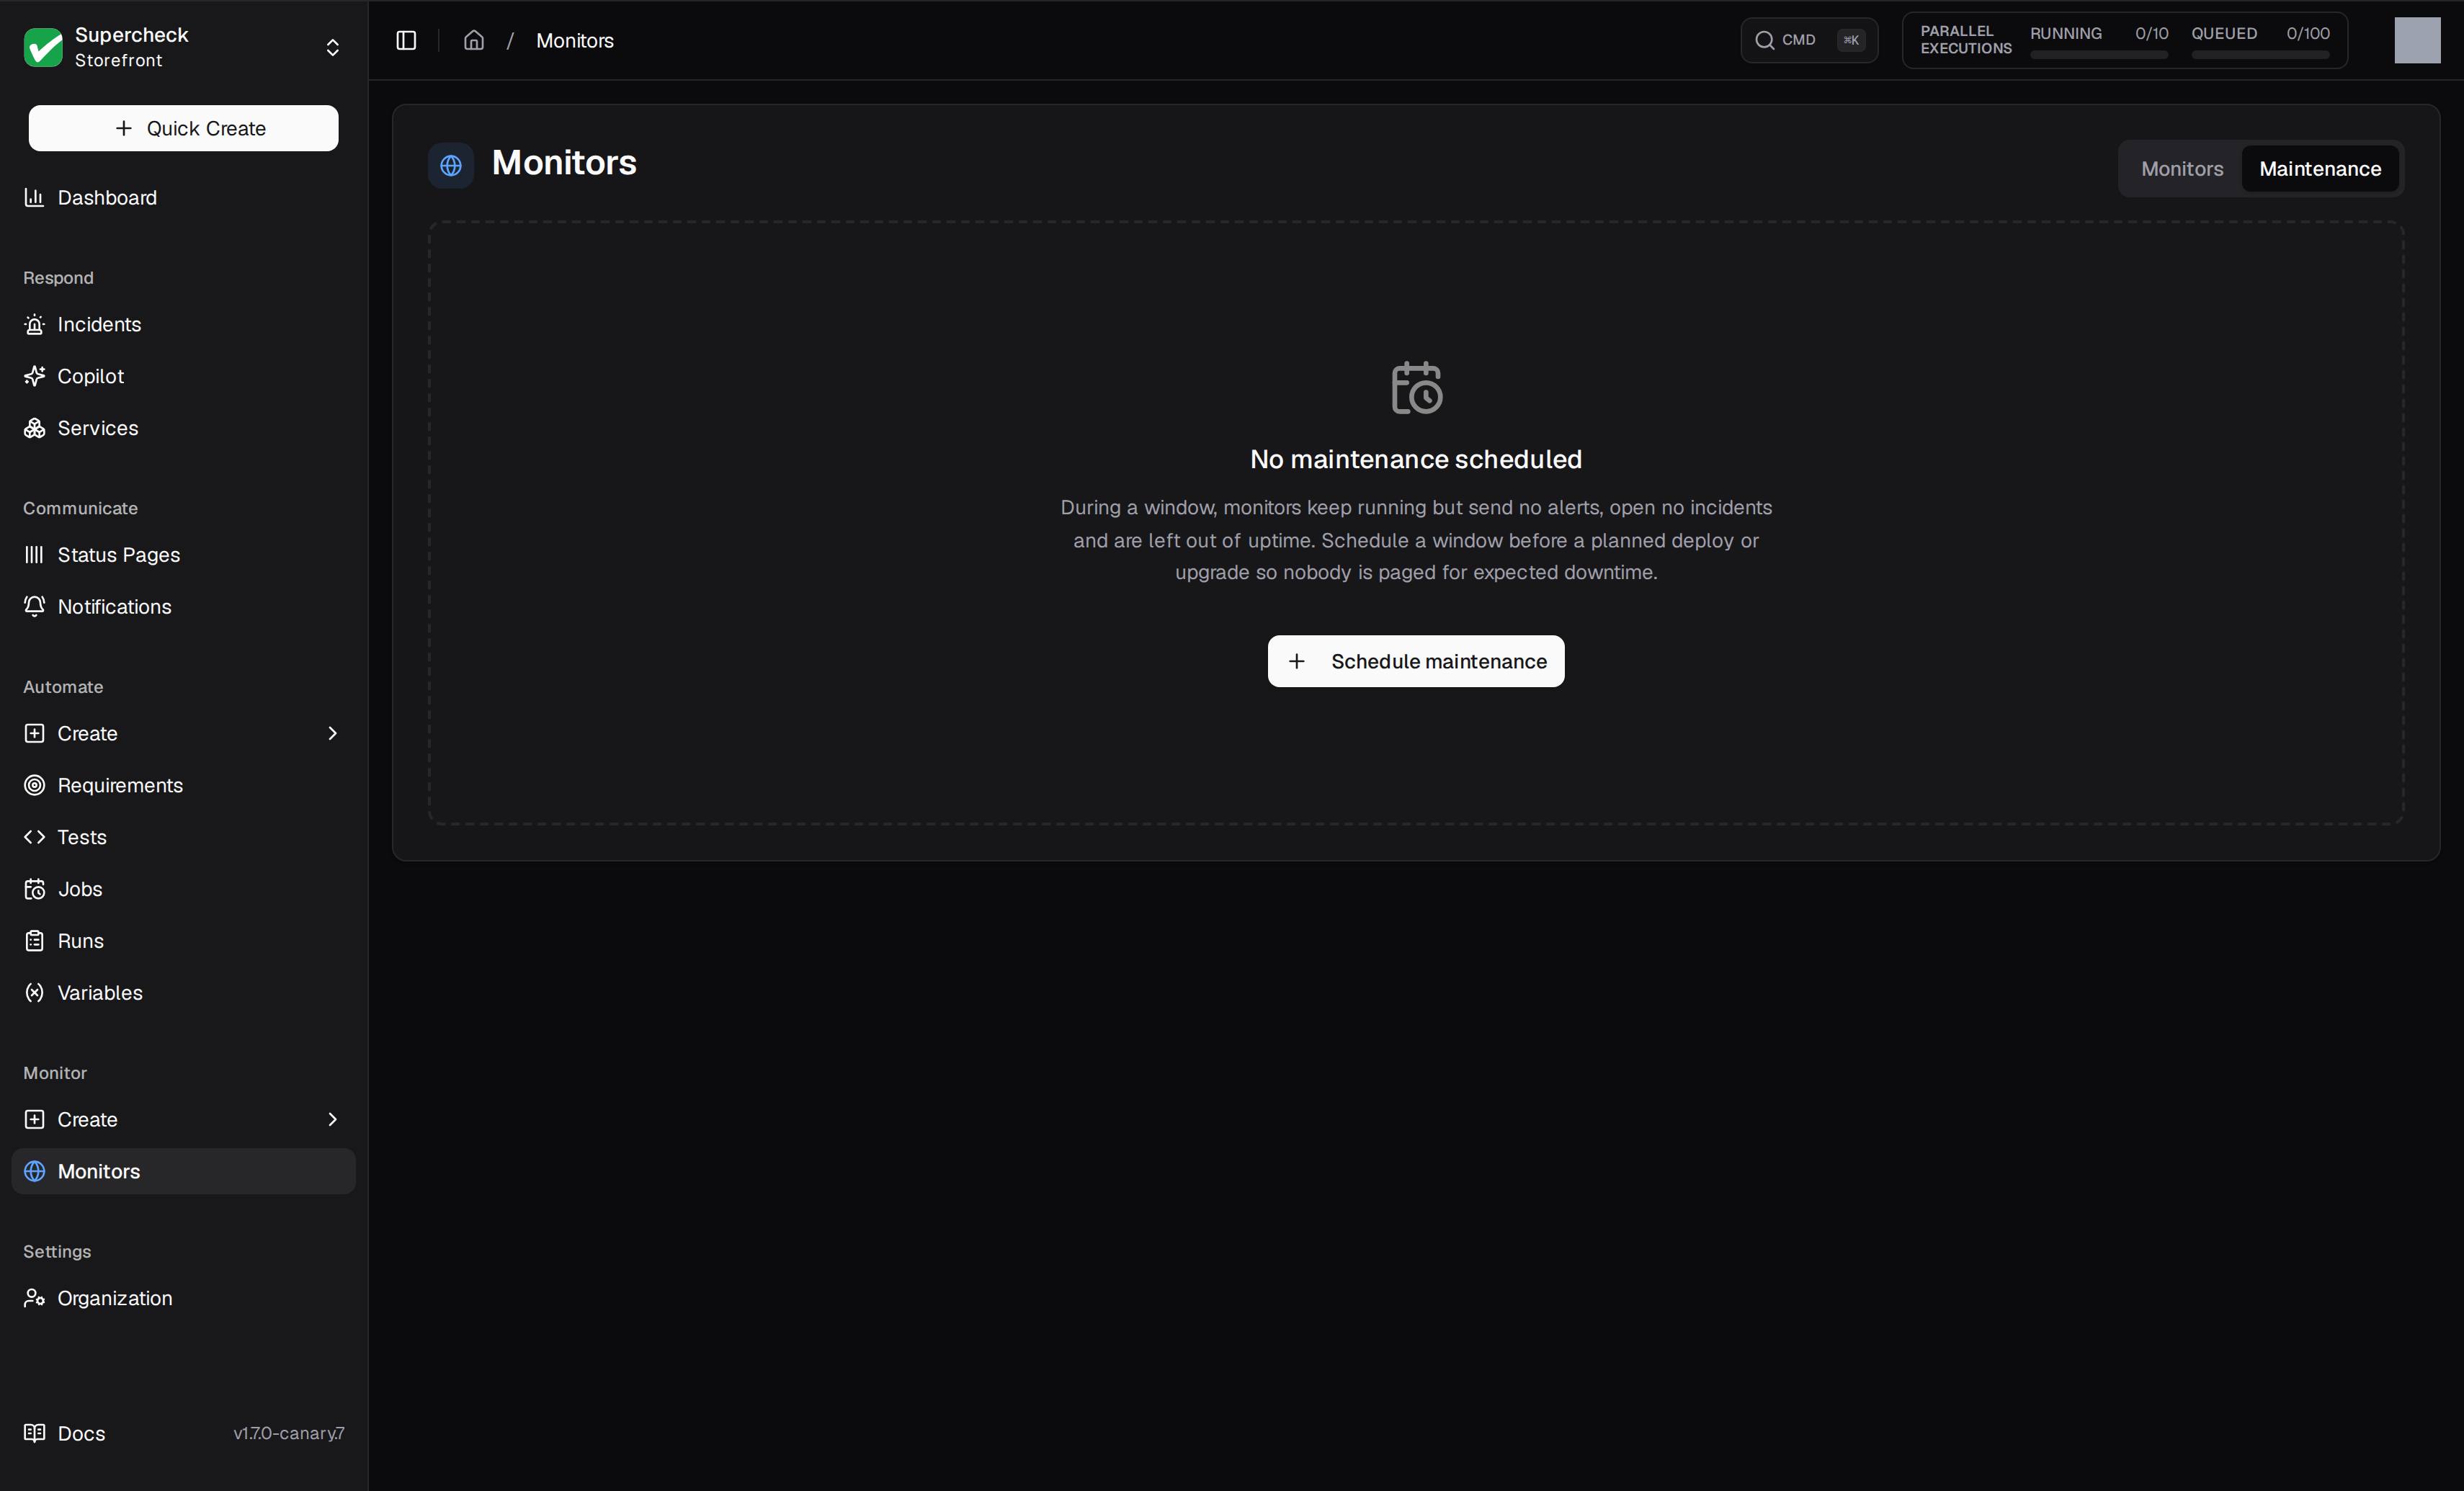 Supercheck
Storefront
Quick Create
Dashboard
Respond
Incidents
Copilot
Services
Communicate
Status Pages
Notifications
Automate
Create
Requirements
Tests
Jobs
Runs
Variables
Monitor
Create
Monitors
Settings
Organization
Docs v1.7.0-canary.7
/ Monitors
CMD ⌘K
PARALLEL EXECUTIONS
RUNNING 0/10
QUEUED 0/100
Monitors
Monitors Maintenance
No maintenance scheduled
During a window, monitors keep running but send no alerts, open no incidents
and are left out of uptime. Schedule a window before a planned deploy or
upgrade so nobody is paged for expected downtime.
Schedule maintenance